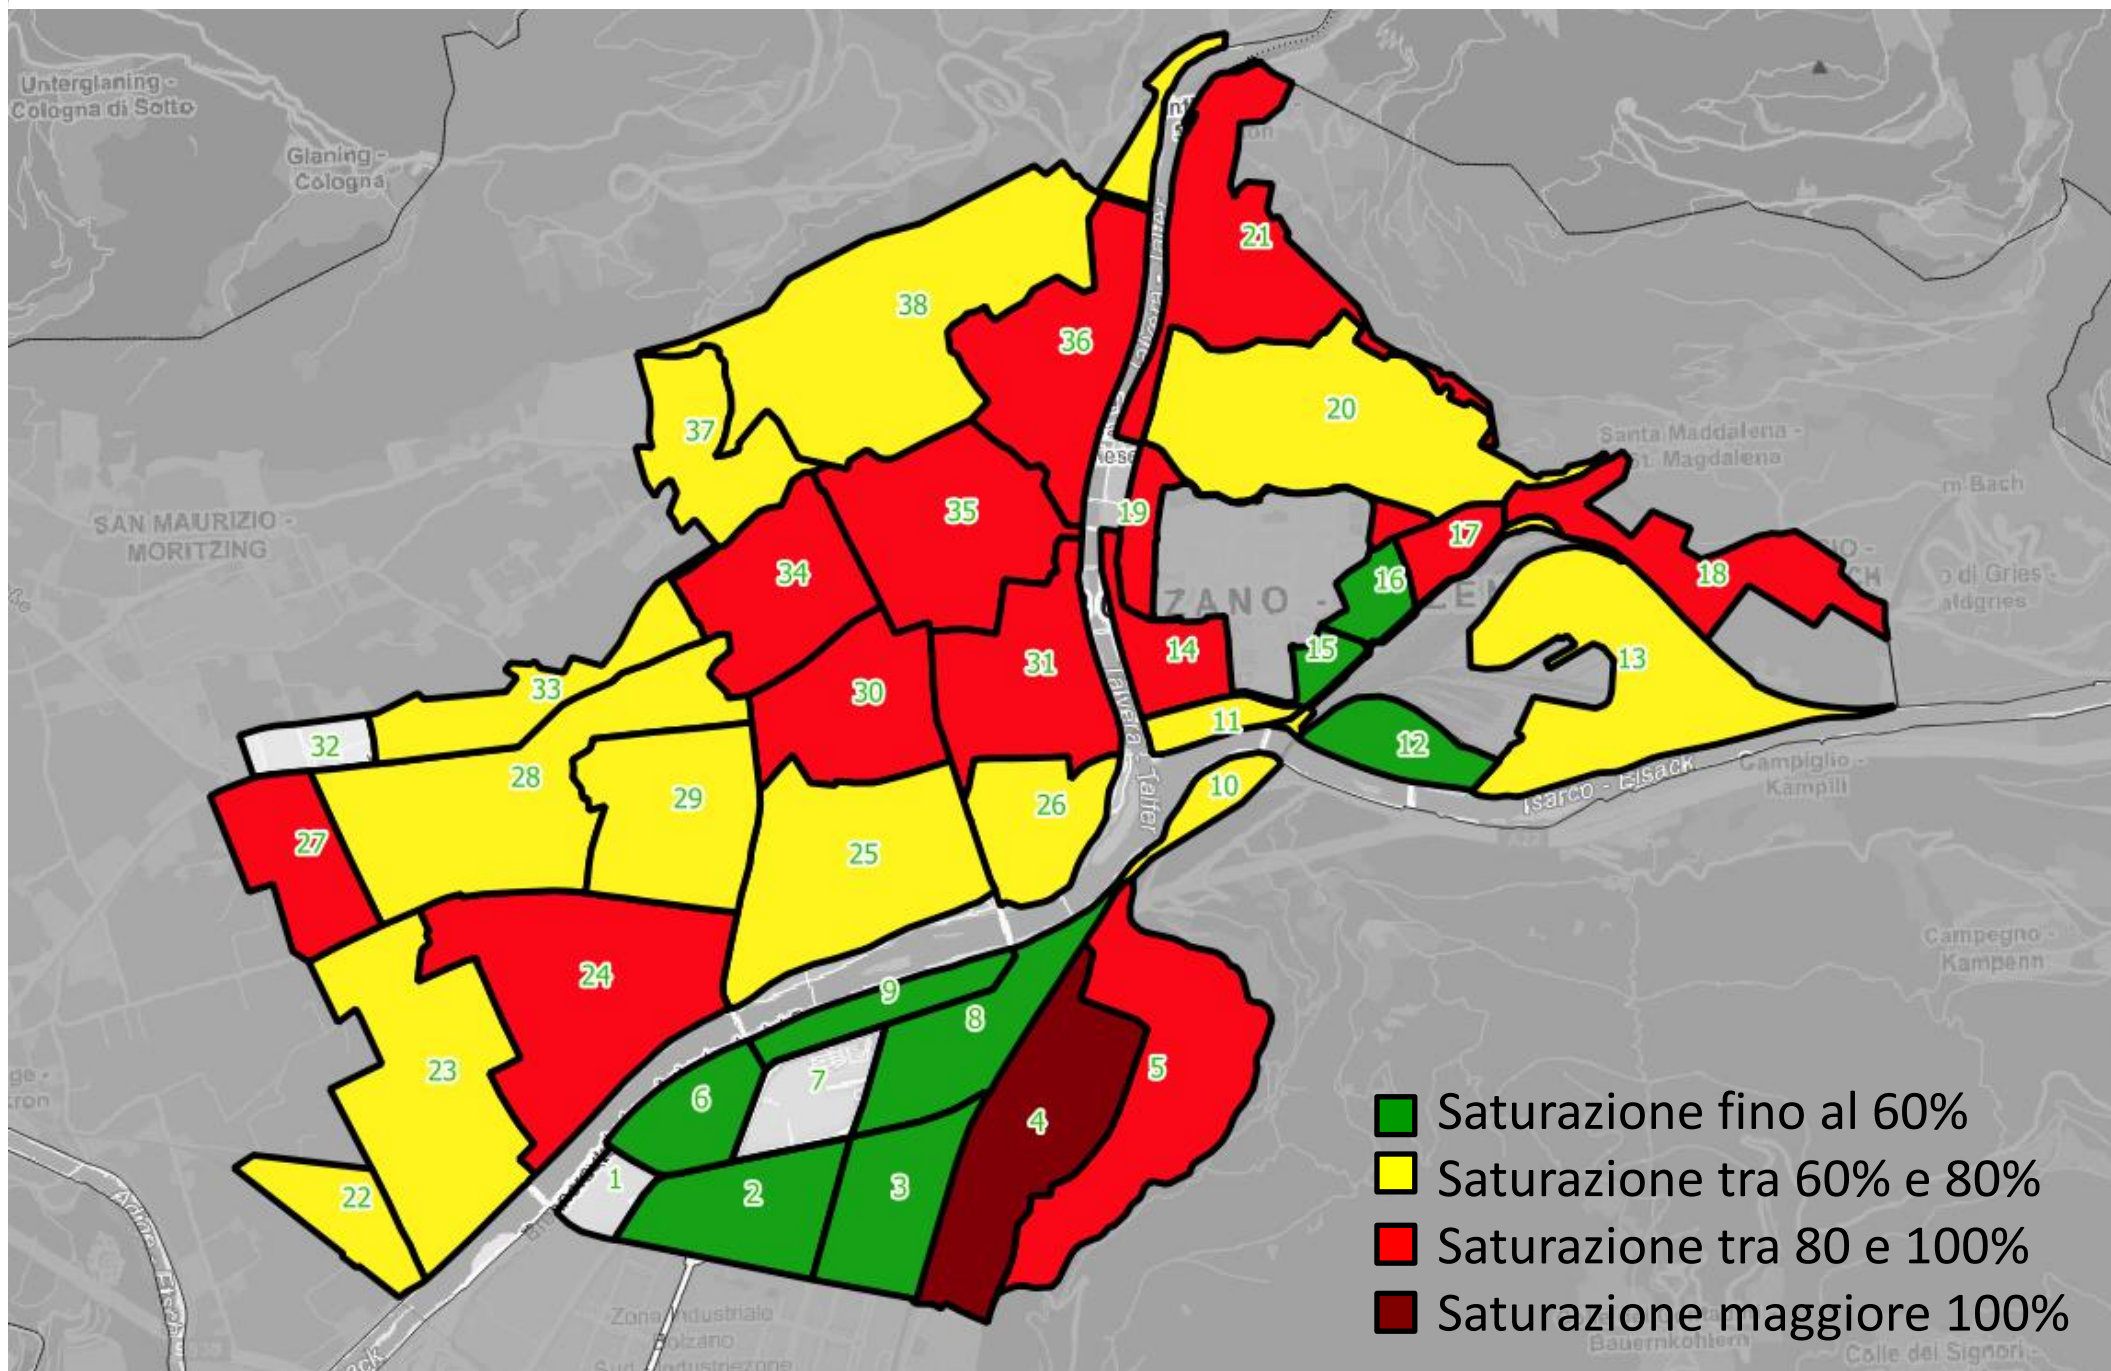 Unterglaning -
Cologna di Sotto
Glaning -
Cologna
21
38
36
20
37
Santa Maddalena -
St. Magdalena
SAN MAURIZIO -
MORITZING
35
19
17
34
16
18
ZANO -
14
15
13
31
30
33
32
11
12
28
29
10
26
25
27
Talvera - Talfer
Isarco - Eisack
Campiglio -
Kampill
Campegno -
Kampenn
24
9
8
23
7
6
5
4
1
2
3
22
Saturazione fino al 60%
Saturazione tra 60% e 80%
Saturazione tra 80 e 100%
Saturazione maggiore 100%
Zona Industriale
Bolzano
Bauernkohlern
Colle dei Signori -